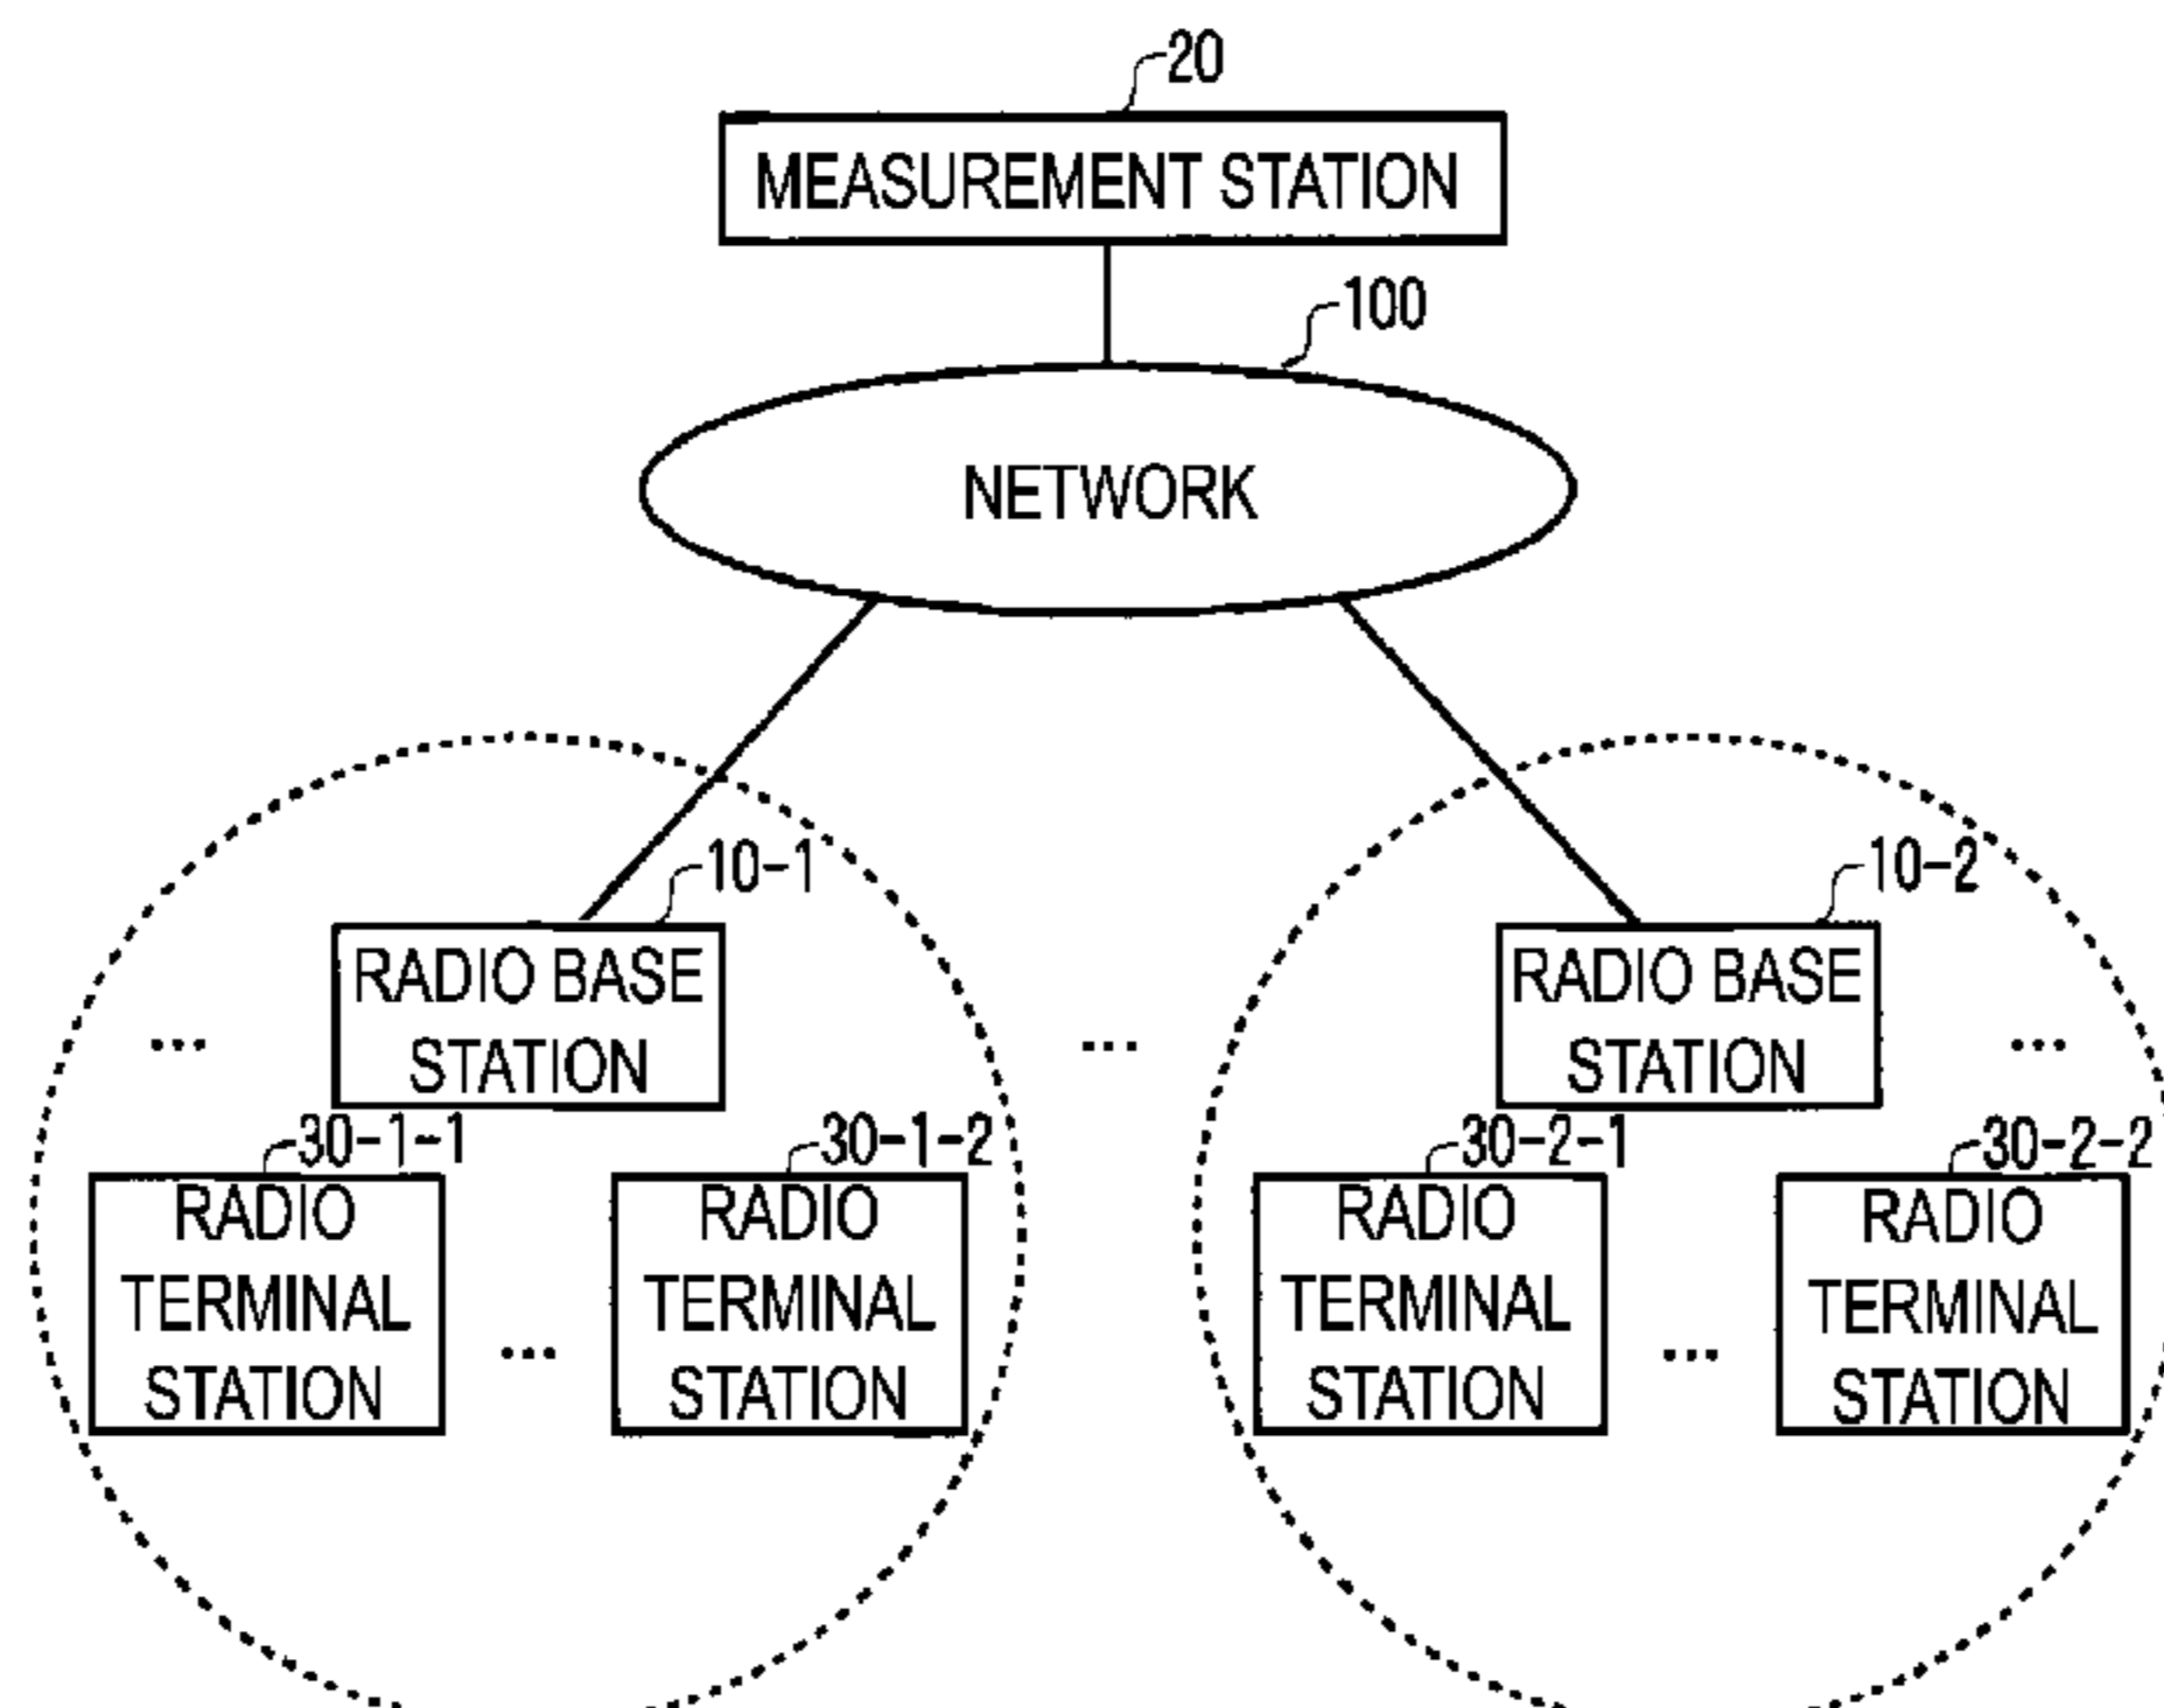 20
MEASUREMENT STATION
100
NETWORK
10-1
10-2
RADIO BASE
STATION
RADIO BASE
STATION
...
...
...
30-1-1
30-1-2
30-2-1
30-2-2
RADIO
TERMINAL
STATION
...
RADIO
TERMINAL
STATION
RADIO
TERMINAL
STATION
...
RADIO
TERMINAL
STATION